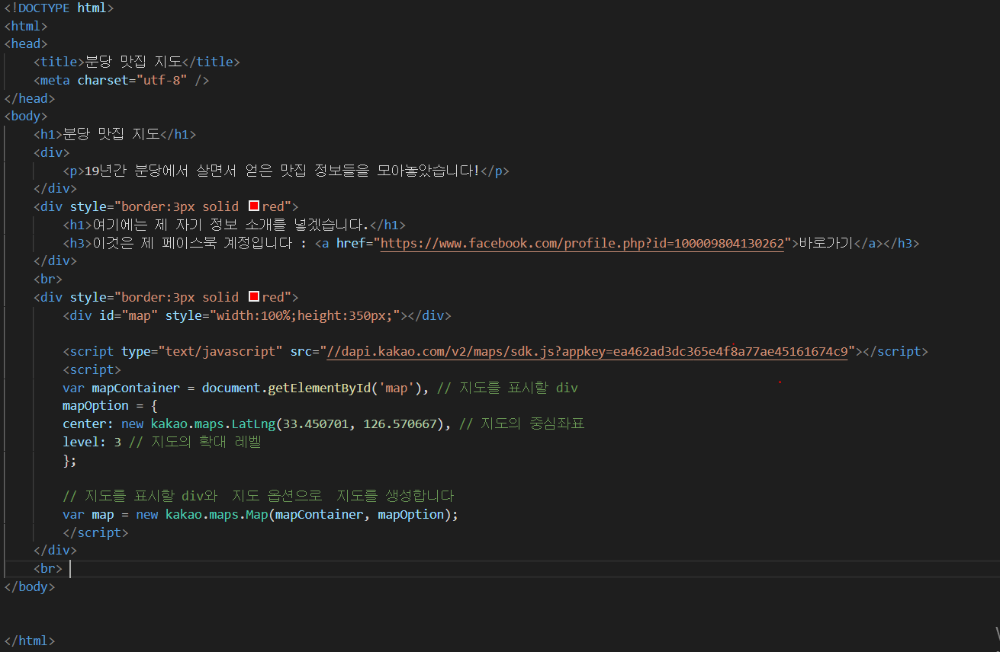 <!DOCTYPE html>
<html>
<head>
    <title>분당 맛집 지도</title>
    <meta charset="utf-8" />
</head>
<body>
    <h1>분당 맛집 지도</h1>
    <div>
        <p>19년간 분당에서 살면서 얻은 맛집 정보들을 모아놓았습니다!</p>
    </div>
    <div style="border:3px solid red">
        <h1>여기에는 제 자기 정보 소개를 넣겠습니다.</h1>
        <h3>이것은 제 페이스북 계정입니다 : <a href="https://www.facebook.com/profile.php?id=100009804130262">바로가기</a></h3>
    </div>
    <br>
    <div style="border:3px solid red">
        <div id="map" style="width:100%;height:350px;"></div>

        <script type="text/javascript" src="//dapi.kakao.com/v2/maps/sdk.js?appkey=ea462ad3dc365e4f8a77ae45161674c9"></script>
        <script>
        var mapContainer = document.getElementById('map'), // 지도를 표시할 div
        mapOption = {
        center: new kakao.maps.LatLng(33.450701, 126.570667), // 지도의 중심좌표
        level: 3 // 지도의 확대 레벨
        };

        // 지도를 표시할 div와  지도 옵션으로  지도를 생성합니다
        var map = new kakao.maps.Map(mapContainer, mapOption);
        </script>
    </div>
    <br>
</body>


</html>